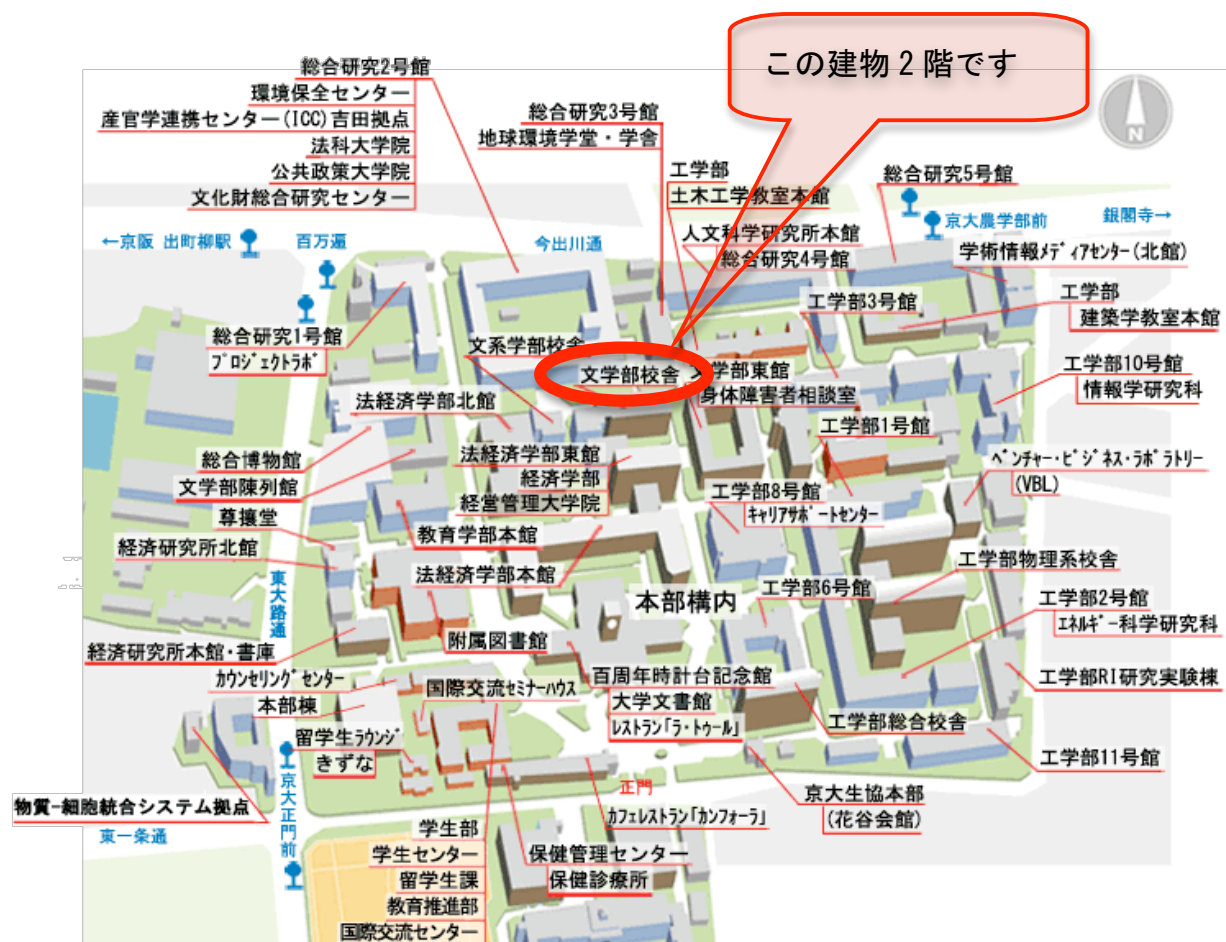 この建物2階です
総合研究2号館
環境保全センター
産官学連携センター(ICC)吉田拠点
法科大学院
公共政策大学院
文化財総合研究センター
総合研究3号館
地球環境学堂・学舎
工学部
土木工学教室本館
総合研究5号館
人文科学研究所本館
総合研究4号館
京大農学部前
銀閣寺→
←京阪 出町柳駅
百万遍
今出川通
学術情報ﾒﾃﾞｨｱセンター(北館)
工学部3号館
工学部
建築学教室本館
総合研究1号館
ﾌﾟﾛｼﾞｪｸﾄﾗﾎﾞ
文系学部校舎
文学部校舎
文学部東館
身体障害者相談室
工学部10号館
情報学研究科
法経済学部北館
工学部1号館
総合博物館
文学部陳列館
法経済学部東館
経済学部
経営管理大学院
ﾍﾞﾝﾁｬｰ・ﾋﾞｼﾞﾈｽ・ﾗﾎﾞﾗﾄﾘｰ
(VBL)
工学部8号館
ｷｬﾘｱｻﾎﾟｰﾄセンター
尊攘堂
経済研究所北館
教育学部本館
法経済学部本館
工学部物理系校舎
東大路通
本部構内
工学部6号館
工学部2号館
ｴﾈﾙｷﾞｰ科学研究科
附属図書館
経済研究所本館・書庫
ｶｳﾝｾﾘﾝｸﾞセンター
国際交流ｾﾐﾅｰﾊｳｽ
百周年時計台記念館
大学文書館
ﾚｽﾄﾗﾝ「ﾗ・ﾄｩｰﾙ」
工学部RI研究実験棟
本部棟
工学部総合校舎
留学生ﾗｳﾝｼﾞ
きずな
工学部11号館
正門
京大正門前
京大生協本部
(花谷会館)
物質-細胞統合システム拠点
東一条通
ｶﾌｪﾚｽﾄﾗﾝ「ｶﾝﾌｫｰﾗ」
学生部
学生センター
留学生課
教育推進部
国際交流センター
保健管理センター
保健診療所
N